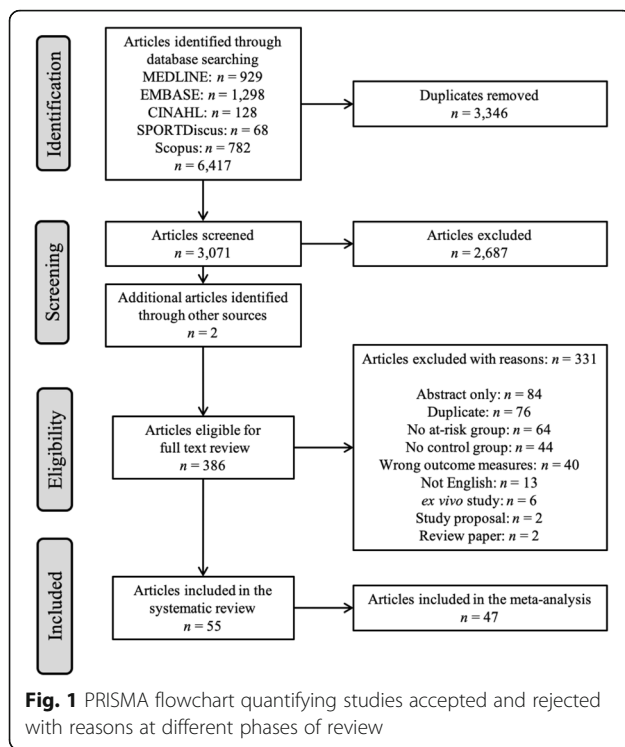 Identification
Articles identified through
database searching
MEDLINE: n = 929
EMBASE: n = 1,298
CINAHL: n = 128
SPORTDiscus: n = 68
Scopus: n = 782
n = 6,417
Duplicates removed
n = 3,346
Screening
Articles screened
n = 3,071
Articles excluded
n = 2,687
Additional articles identified
through other sources
n = 2
Eligibility
Articles eligible for
full text review
n = 386
Articles excluded with reasons: n = 331
Abstract only: n = 84
Duplicate: n = 76
No at-risk group: n = 64
No control group: n = 44
Wrong outcome measures: n = 40
Not English: n = 13
ex vivo study: n = 6
Study proposal: n = 2
Review paper: n = 2
Included
Articles included in the
systematic review
n = 55
Articles included in the meta-analysis
n = 47
Fig. 1 PRISMA flowchart quantifying studies accepted and rejected
with reasons at different phases of review